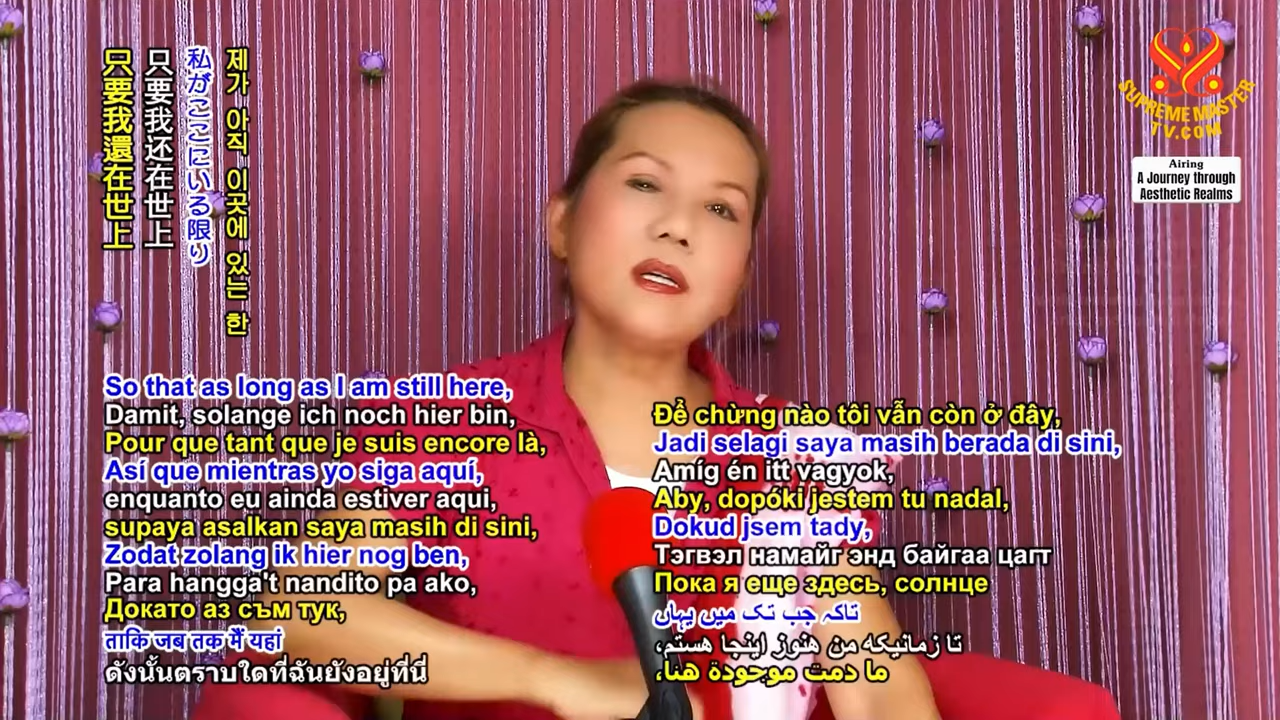 제가 아직 이곳에 있는 한
私がここにいる限り
只要我还在世上
只要我還在世上
SUPREME MASTER
TV.COM
Airing
A Journey through
Aesthetic Realms
So that as long as I am still here,
Damit, solange ich noch hier bin,
Pour que tant que je suis encore là,
Así que mientras yo siga aquí,
enquanto eu ainda estiver aqui,
supaya asalkan saya masih di sini,
Zodat zolang ik hier nog ben,
Para hangga't nandito pa ako,
Докато аз съм тук,
ताकि जब तक मैं यहां
ดังนั้นตราบใดที่ฉันยังอยู่ที่นี่
Để chừng nào tôi vẫn còn ở đây,
Jadi selagi saya masih berada di sini,
Amíg én itt vagyok,
Aby, dopóki jestem tu nadal,
Dokud jsem tady,
Тэгвэл намайг энд байгаа цагт
Пока я еще здесь, солнце
تاکہ جب تک میں یہاں
تا زمانیکه من هنوز اینجا هستم،
ما دمت موجودة هنا،